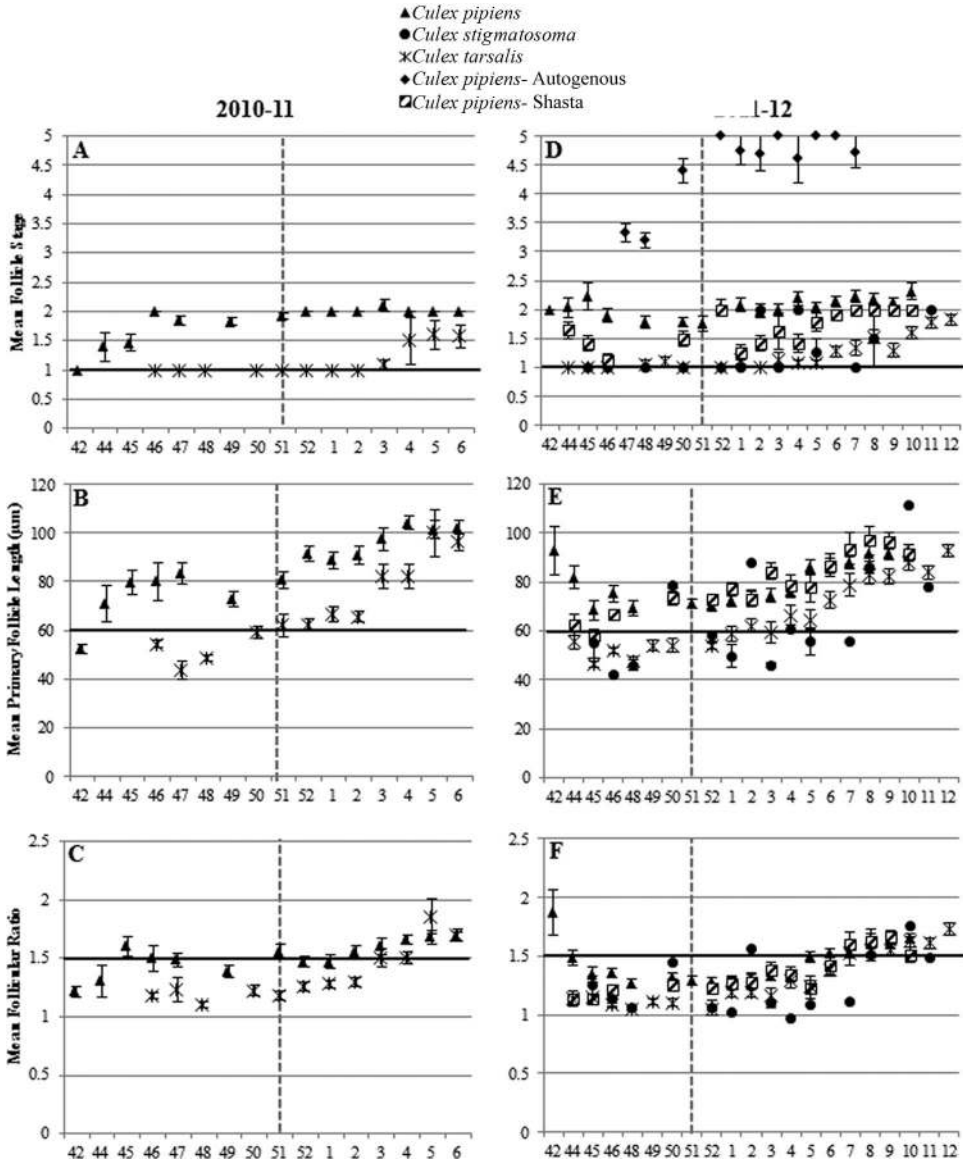 Culex pipiens
Culex stigmatosoma
Culex tarsalis
Culex pipiens- Autogenous
Culex pipiens- Shasta
2010-11
1-12
Mean Follicle Stage
A
5
4.5
4
3.5
3
2.5
2
1.5
1
0.5
0
42 44 45 46 47 48 49 50 51 52 1 2 3 4 5 6
D
5
4.5
4
3.5
3
2.5
2
1.5
1
0.5
0
42 44 45 46 47 48 49 50 51 52 1 2 3 4 5 6 7 8 9 10 11 12
Mean Primary Follicle Length (µm)
B
120
100
80
60
40
20
0
42 44 45 46 47 48 49 50 51 52 1 2 3 4 5 6
E
120
100
80
60
40
20
0
42 44 45 46 48 49 50 51 52 1 2 3 4 5 6 7 8 9 10 11 12
Mean Follicular Ratio
C
2.5
2
1.5
1
0.5
0
42 44 45 46 47 48 49 50 51 52 1 2 3 4 5 6
F
2.5
2
1.5
1
0.5
0
42 44 45 46 48 49 50 51 52 1 2 3 4 5 6 7 8 9 10 11 12